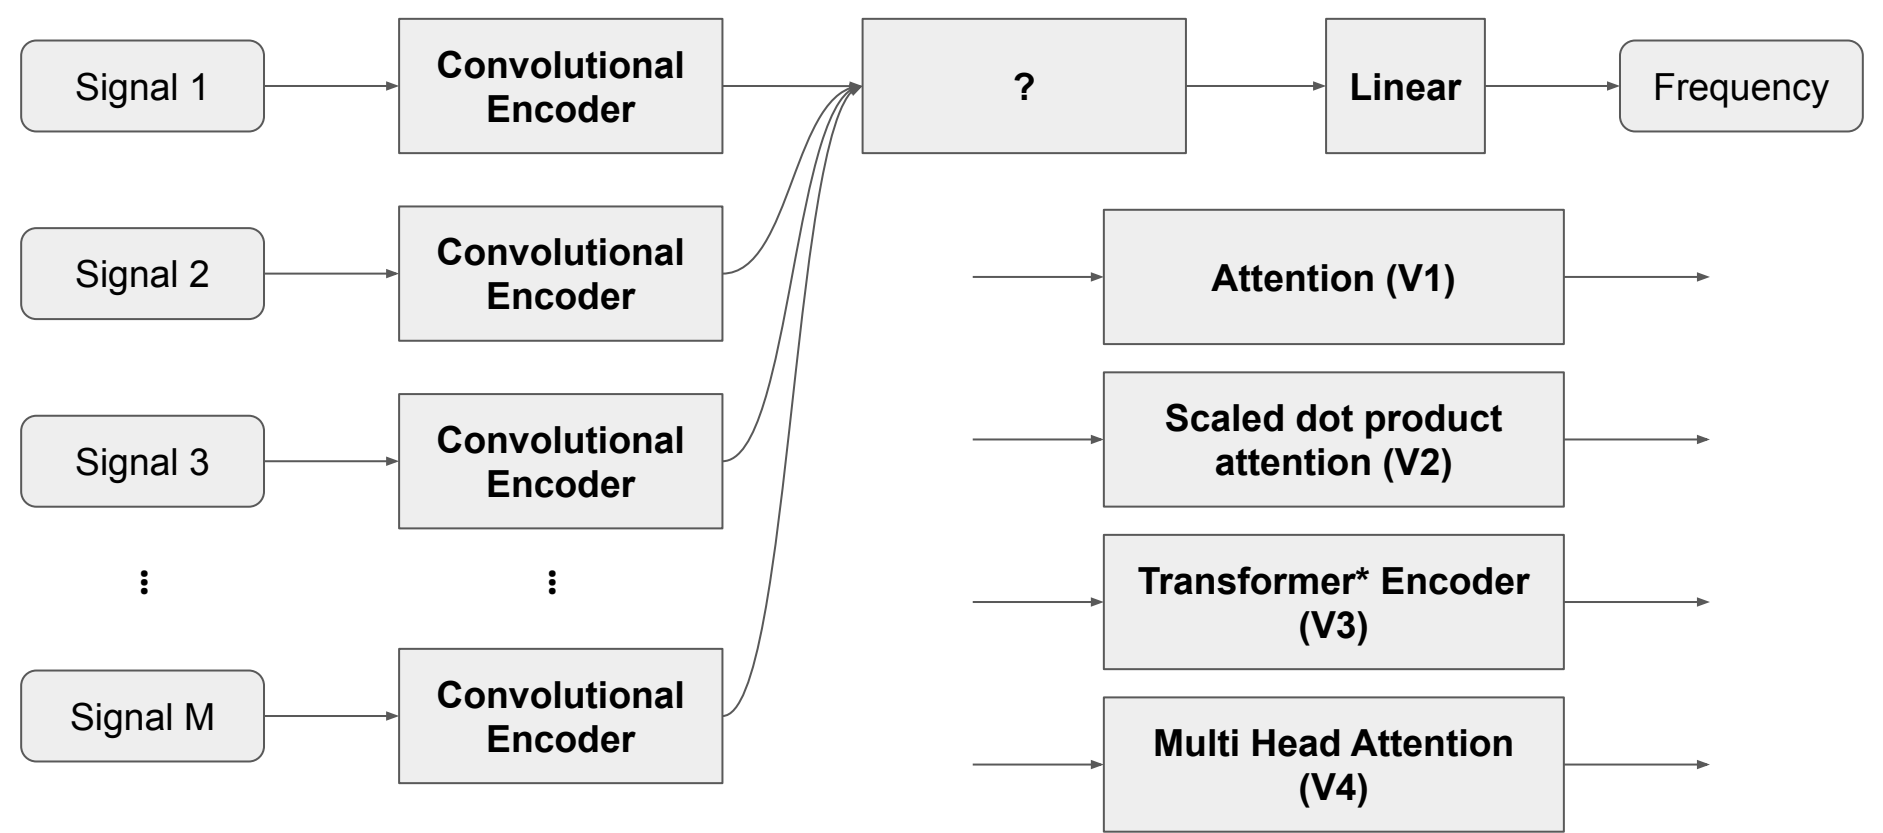 Signal 1
Convolutional
Encoder
?
Linear
Frequency
Signal 2
Convolutional
Encoder
Attention (V1)
Signal 3
Convolutional
Encoder
Scaled dot product
attention (V2)
Transformer* Encoder
(V3)
Signal M
Convolutional
Encoder
Multi Head Attention
(V4)